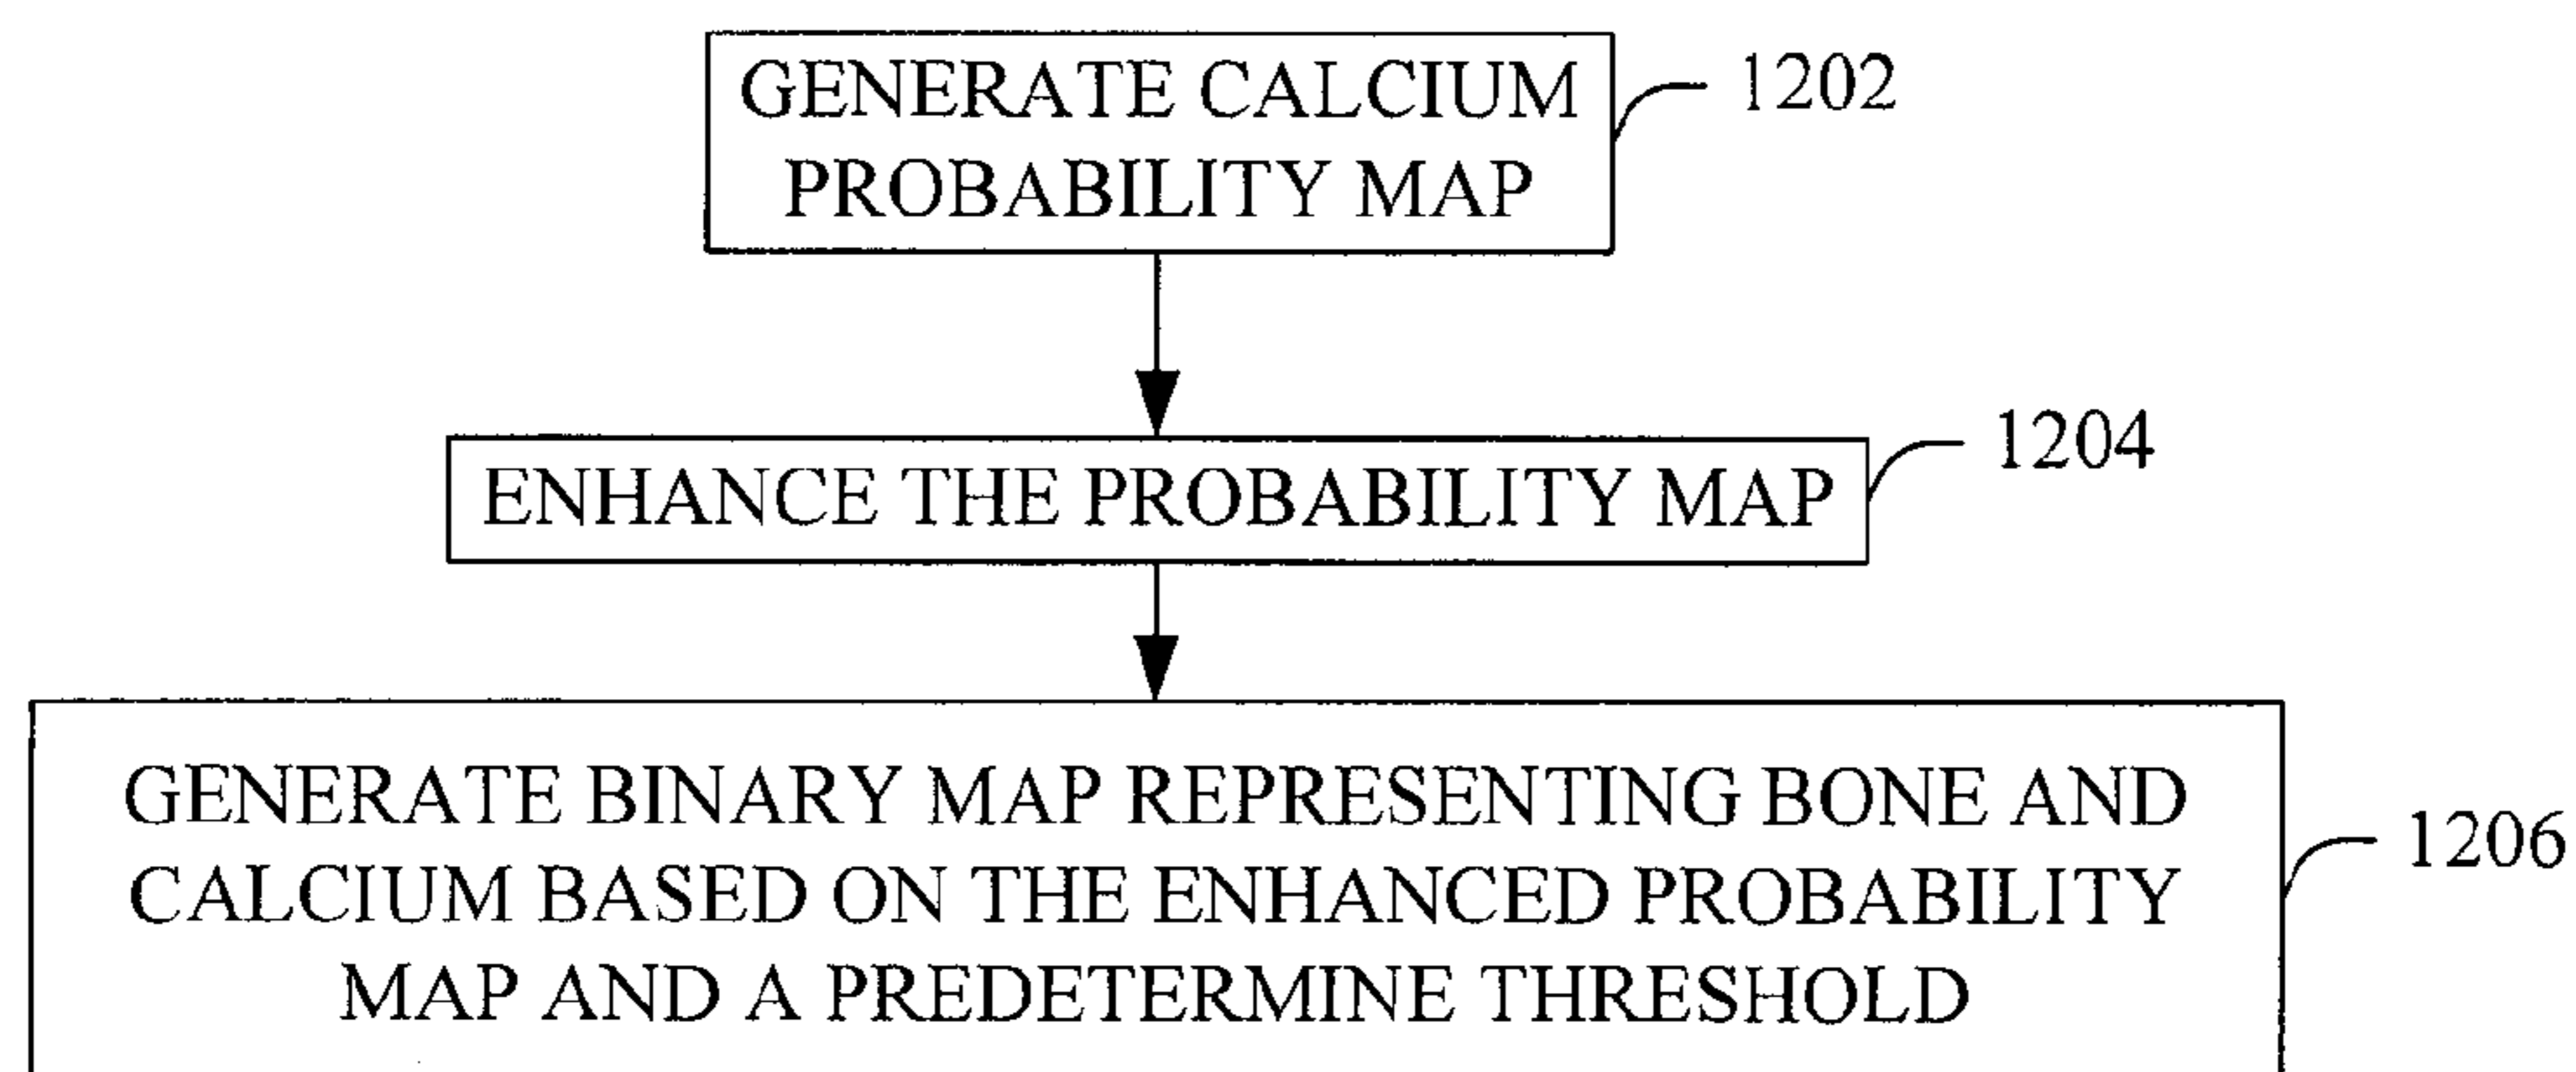 GENERATE CALCIUM
PROBABILITY MAP
1202
ENHANCE THE PROBABILITY MAP
1204
GENERATE BINARY MAP REPRESENTING BONE AND
CALCIUM BASED ON THE ENHANCED PROBABILITY
MAP AND A PREDETERMINE THRESHOLD
1206